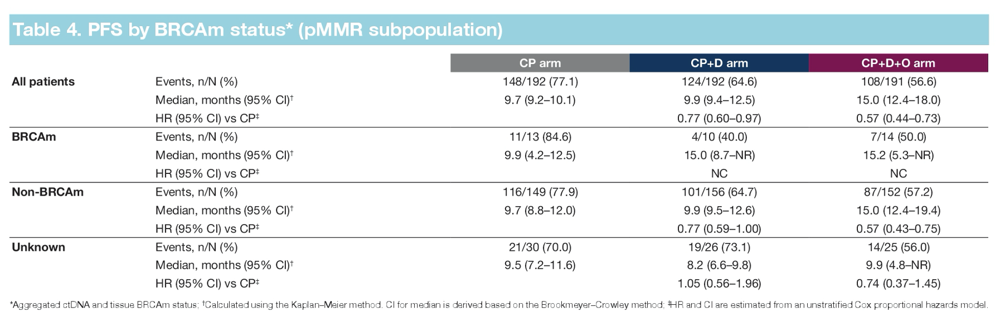 Table 4. PFS by BRCAm status* (pMMR subpopulation)
CP arm CP+D arm CP+D+O arm
All patients Events, n/N (%) 148/192 (77.1) 124/192 (64.6) 108/191 (56.6)
Median, months (95% CI)† 9.7 (9.2–10.1) 9.9 (9.4–12.5) 15.0 (12.4–18.0)
HR (95% CI) vs CP‡ 0.77 (0.60–0.97) 0.57 (0.44–0.73)
BRCAm Events, n/N (%) 11/13 (84.6) 4/10 (40.0) 7/14 (50.0)
Median, months (95% CI)† 9.9 (4.2–12.5) 15.0 (8.7–NR) 15.2 (5.3–NR)
HR (95% CI) vs CP‡ NC NC
Non-BRCAm Events, n/N (%) 116/149 (77.9) 101/156 (64.7) 87/152 (57.2)
Median, months (95% CI)† 9.7 (8.8–12.0) 9.9 (9.5–12.6) 15.0 (12.4–19.4)
HR (95% CI) vs CP‡ 0.77 (0.59–1.00) 0.57 (0.43–0.75)
Unknown Events, n/N (%) 21/30 (70.0) 19/26 (73.1) 14/25 (56.0)
Median, months (95% CI)† 9.5 (7.2–11.6) 8.2 (6.6–9.8) 9.9 (4.8–NR)
HR (95% CI) vs CP‡ 1.05 (0.56–1.96) 0.74 (0.37–1.45)
*Aggregated ctDNA and tissue BRCAm status; †Calculated using the Kaplan–Meier method. CI for median is derived based on the Brookmeyer–Crowley method; ‡HR and CI are estimated from an unstratified Cox proportional hazards model.